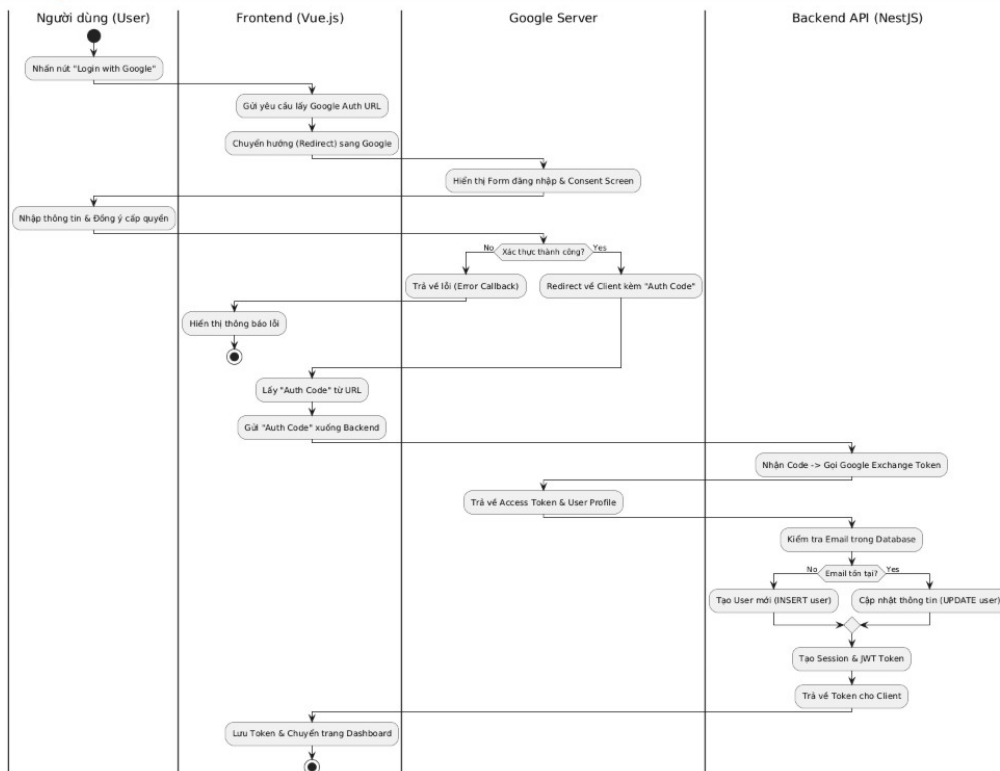 Người dùng (User)
Frontend (Vue.js)
Google Server
Backend API (NestJS)
Nhấn nút "Login with Google"
Gửi yêu cầu lấy Google Auth URL
Chuyển hướng (Redirect) sang Google
Hiển thị Form đăng nhập & Consent Screen
Nhập thông tin & Đồng ý cấp quyền
No
Xác thực thành công?
Yes
Trả về lỗi (Error Callback)
Redirect về Client kèm "Auth Code"
Hiển thị thông báo lỗi
Lấy "Auth Code" từ URL
Gửi "Auth Code" xuống Backend
Nhận Code -> Gọi Google Exchange Token
Trả về Access Token & User Profile
Kiểm tra Email trong Database
No
Email tồn tại?
Yes
Tạo User mới (INSERT user)
Cập nhật thông tin (UPDATE user)
Tạo Session & JWT Token
Trả về Token cho Client
Lưu Token & Chuyển trang Dashboard